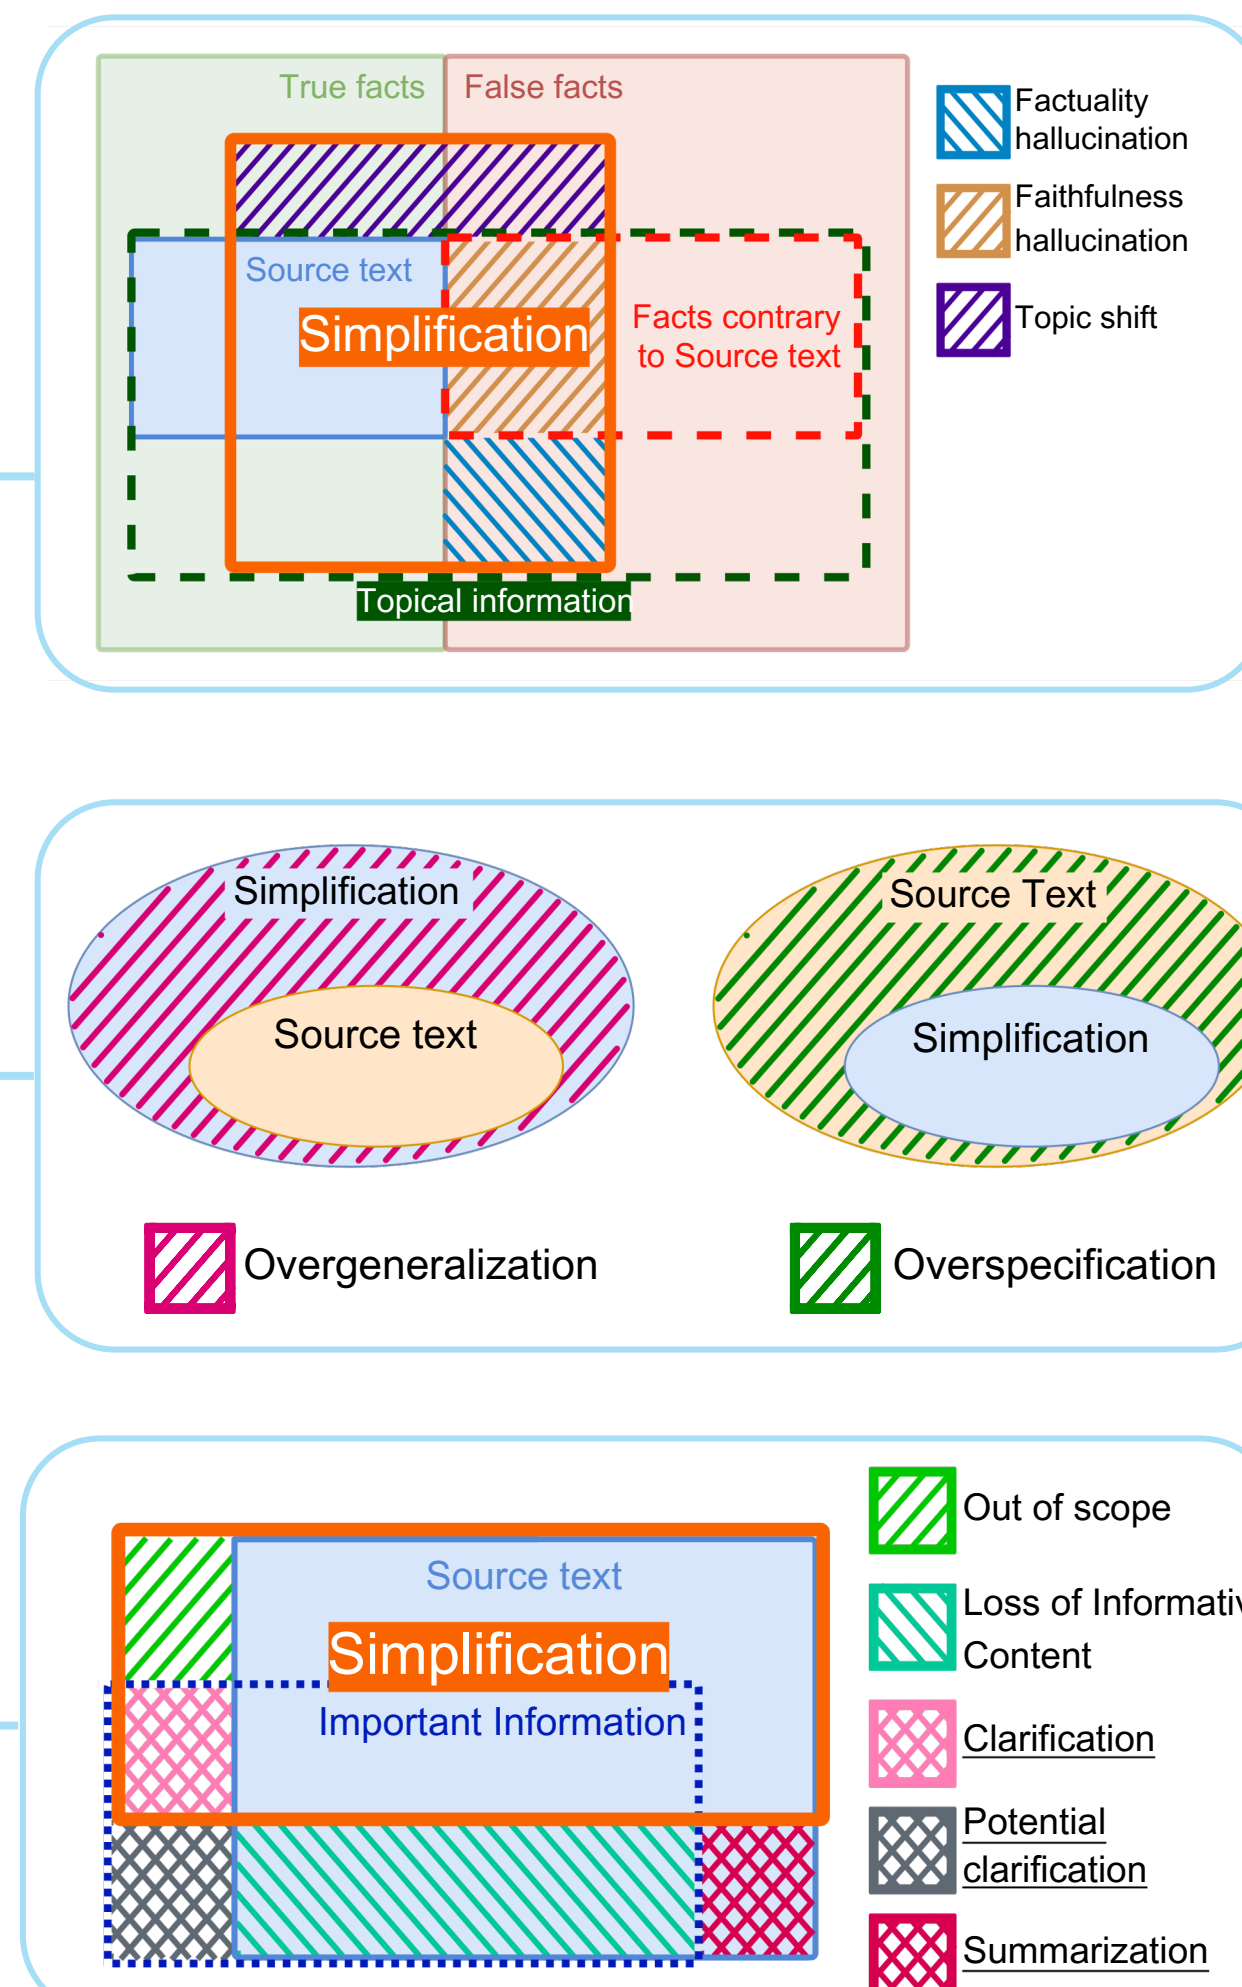 True facts
False facts
Source text
Simplification
Facts contrary
to Source text
Topical information
Factuality
hallucination
Faithfulness
hallucination
Topic shift
Simplification
Source text
Source Text
Simplification
Overgeneralization
Overspecification
Source text
Simplification
Important Information
Out of scope
Loss of Informativ
Content
Clarification
Potential
clarification
Summarization